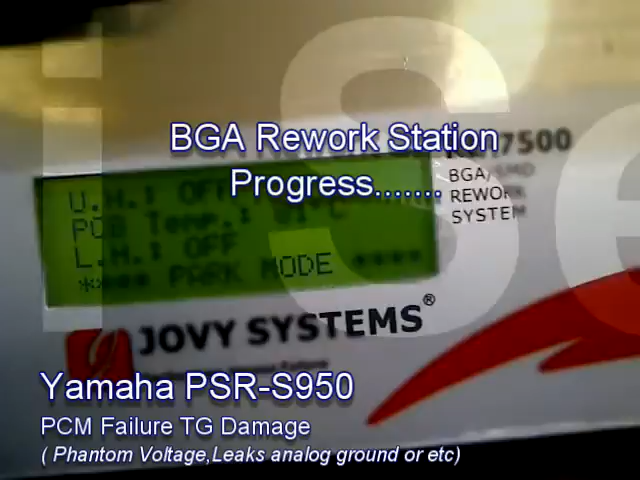 BGA Rework Station
Progress.......
7500
BGA/SMD
REWORK
SYSTEM
U.H.: OFF
PCB Temp.:
L.H.: OFF
**** PARK MODE ****
JOVY SYSTEMS®
Yamaha PSR-S950
PCM Failure TG Damage
( Phantom Voltage,Leaks analog ground or etc)